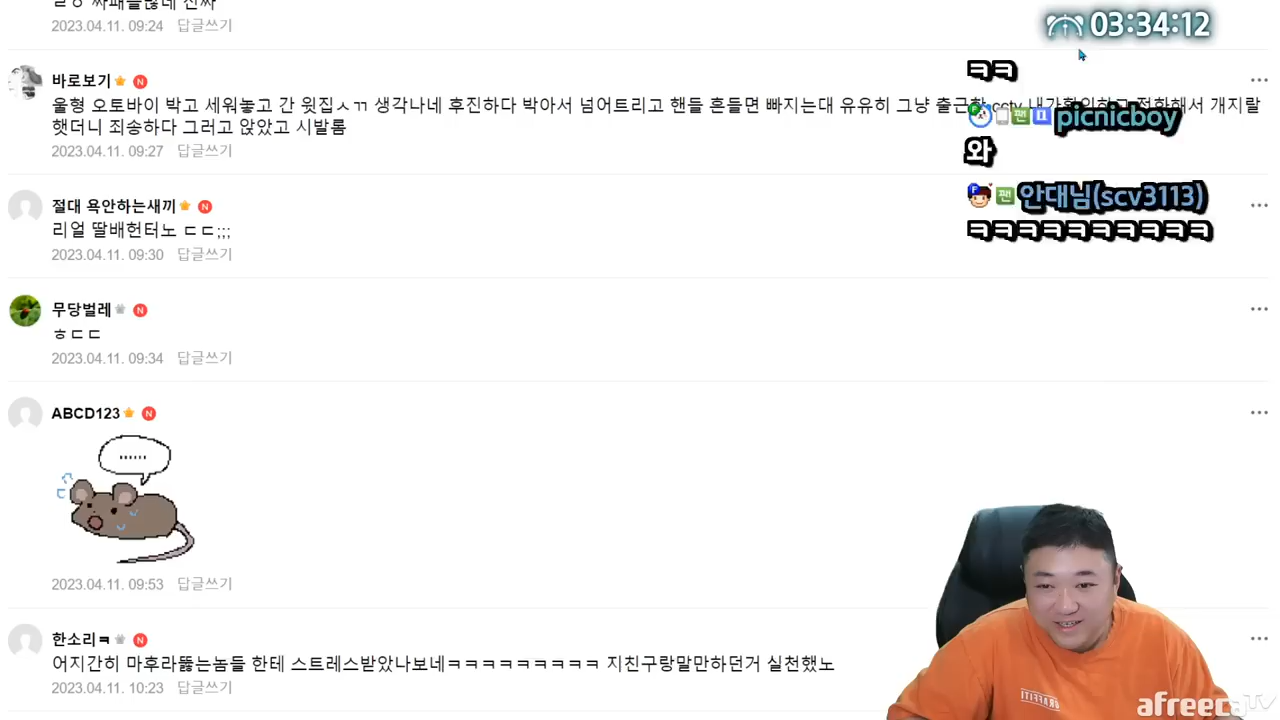 2023.04.11. 09:24 답글쓰기
03:34:12
바로보기 N
울형 오토바이 박고 세워놓고 간 윗집ㅅㄲ 생각나네 후진하다 박아서 넘어트리고 핸들 흔들면 빠지는대 유유히 그냥 출근함 cctv 내가확인하고 전화해서 개지랄
햇더니 죄송하다 그러고 앉았고 시발롬
2023.04.11. 09:27 답글쓰기
ㅋㅋ
팬 picnicboy
와
절대 욕안하는새끼 N
리얼 딸배헌터노 ㄷㄷ;;;
2023.04.11. 09:30 답글쓰기
팬 안대님(scv3113)
ㅋㅋㅋㅋㅋㅋㅋㅋㅋㅋ
무당벌레 N
ㅎㄷㄷ
2023.04.11. 09:34 답글쓰기
ABCD123 N
......
2023.04.11. 09:53 답글쓰기
한소리ㅋ N
어지간히 마후라뚫는놈들 한테 스트레스받았나보네ㅋㅋㅋㅋㅋㅋㅋㅋㅋ 지친구랑말만하던거 실천했노
2023.04.11. 10:23 답글쓰기
GRAFFITI
afreecaTV